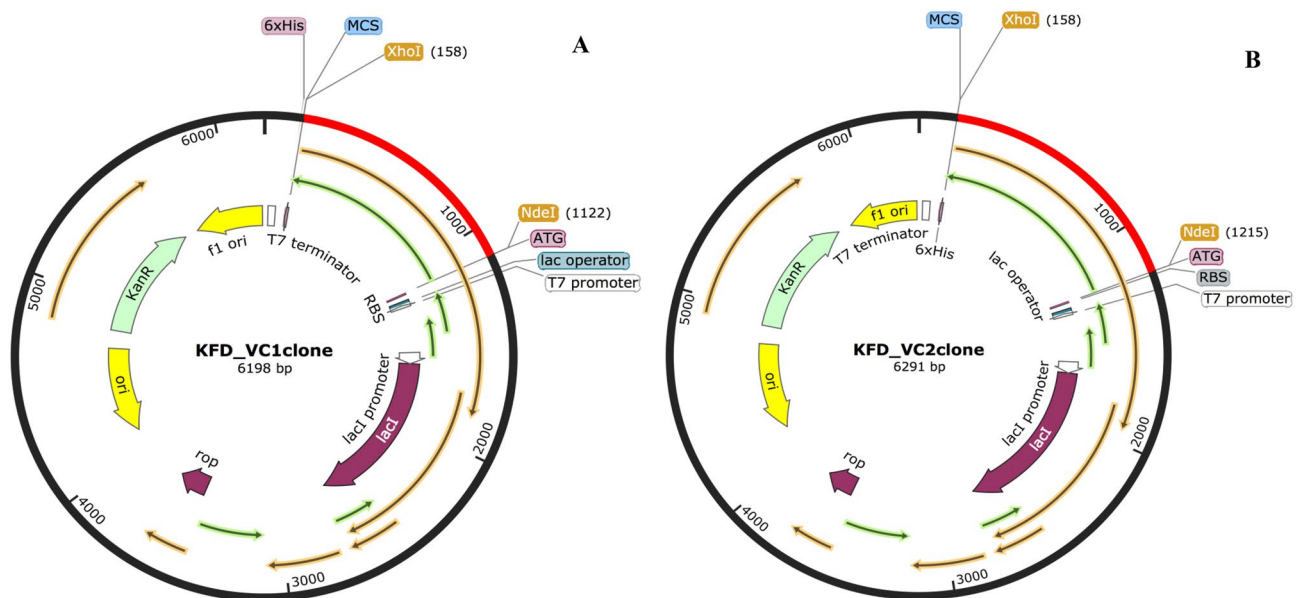 A
6xHis
MCS
XhoI (158)
6000
1000
NdeI (1122)
ATG
lac operator
T7 promoter
f1 ori
T7 terminator
RBS
KanR
5000
KFD_VC1clone
6198 bp
ori
lacI promoter
lacI
2000
rop
4000
3000
B
MCS
XhoI (158)
6000
1000
NdeI (1215)
ATG
RBS
T7 promoter
f1 ori
T7 terminator
6xHis
lac operator
KanR
5000
KFD_VC2clone
6291 bp
ori
lacI promoter
lacI
2000
rop
4000
3000